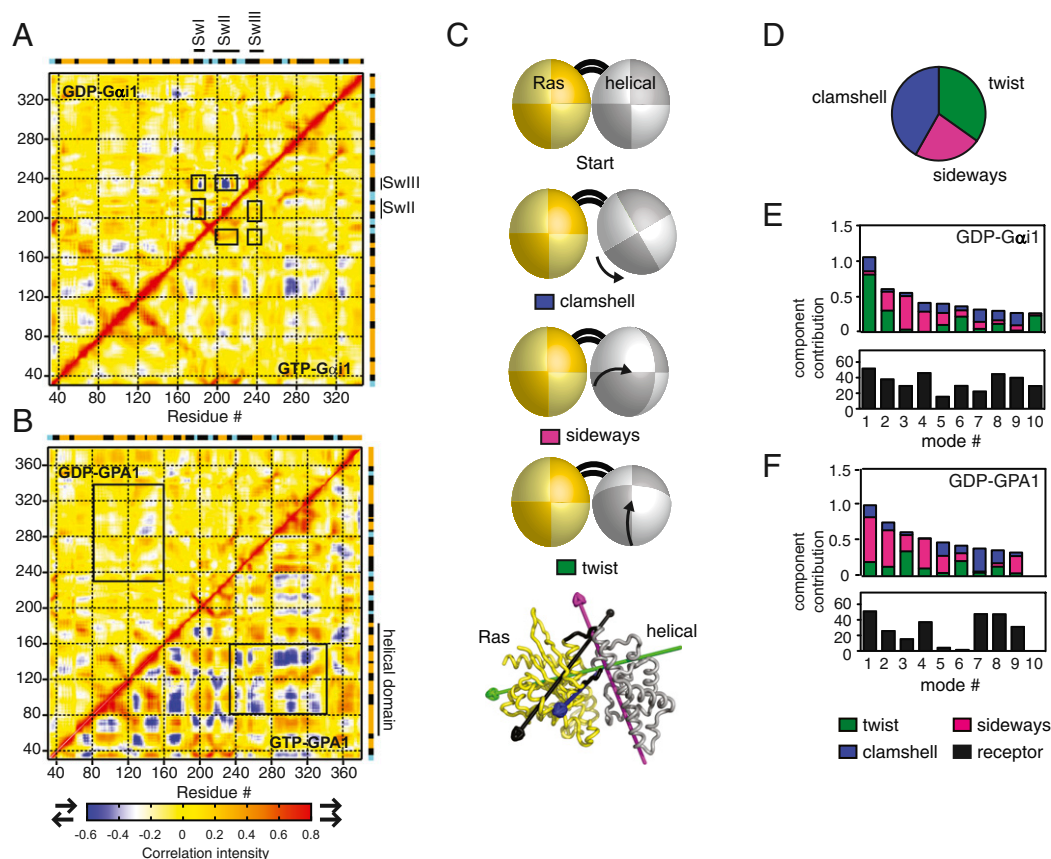 A
SwI
SwII
SwIII
GDP-Gαi1
320
280
240
200
160
120
80
40
SwIII
SwII
GTP-Gαi1
40 80 120 160 200 240 280 320
Residue #
B
GDP-GPA1
360
320
280
240
200
160
120
80
40
helical domain
GTP-GPA1
40 80 120 160 200 240 280 320 360
Residue #
-0.6 -0.4 -0.2 0 0.2 0.4 0.6 0.8
Correlation intensity
C
Ras
helical
Start
clamshell
sideways
twist
Ras
helical
D
clamshell
twist
sideways
E
GDP-Gαi1
component
contribution
1.5
1.0
0.5
0
60
40
20
0
1 2 3 4 5 6 7 8 9 10
mode #
F
GDP-GPA1
component
contribution
1.5
1.0
0.5
0
60
40
20
0
1 2 3 4 5 6 7 8 9 10
mode #
twist
sideways
clamshell
receptor